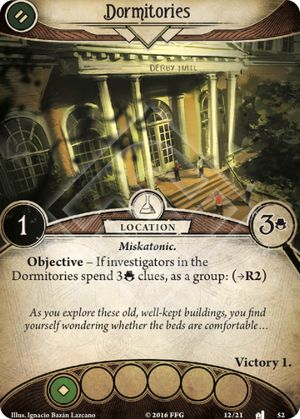 Dormitories
DERBY HALL
1
LOCATION
3
Miskatonic.
Objective – If investigators in the
Dormitories spend 3 clues, as a group: (→R2)
As you explore these old, well-kept buildings, you find
yourself wondering whether the beds are comfortable…
Victory 1.
Illus. Ignacio Bazán Lazcano
© 2016 FFG
12/21
52